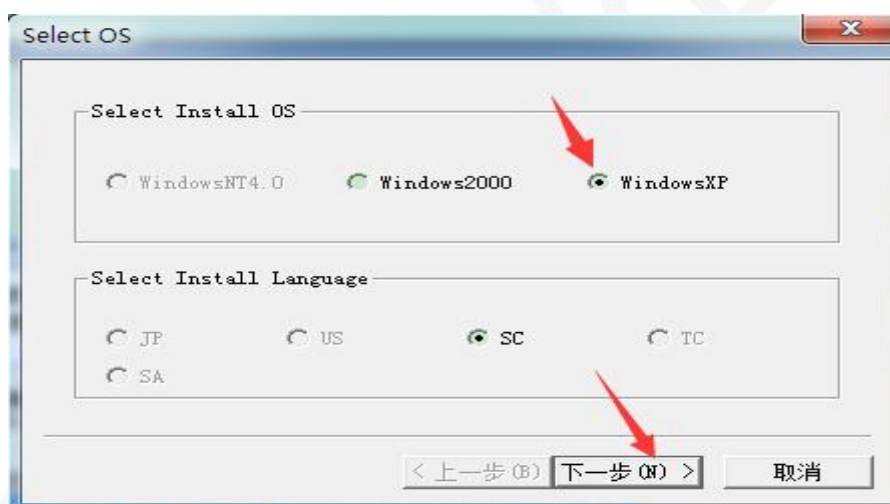 Select OS
Select Install OS
WindowsNT4.0 Windows2000 WindowsXP
Select Install Language
JP US SC TC
SA
< 上一步(B) 下一步(N) > 取消